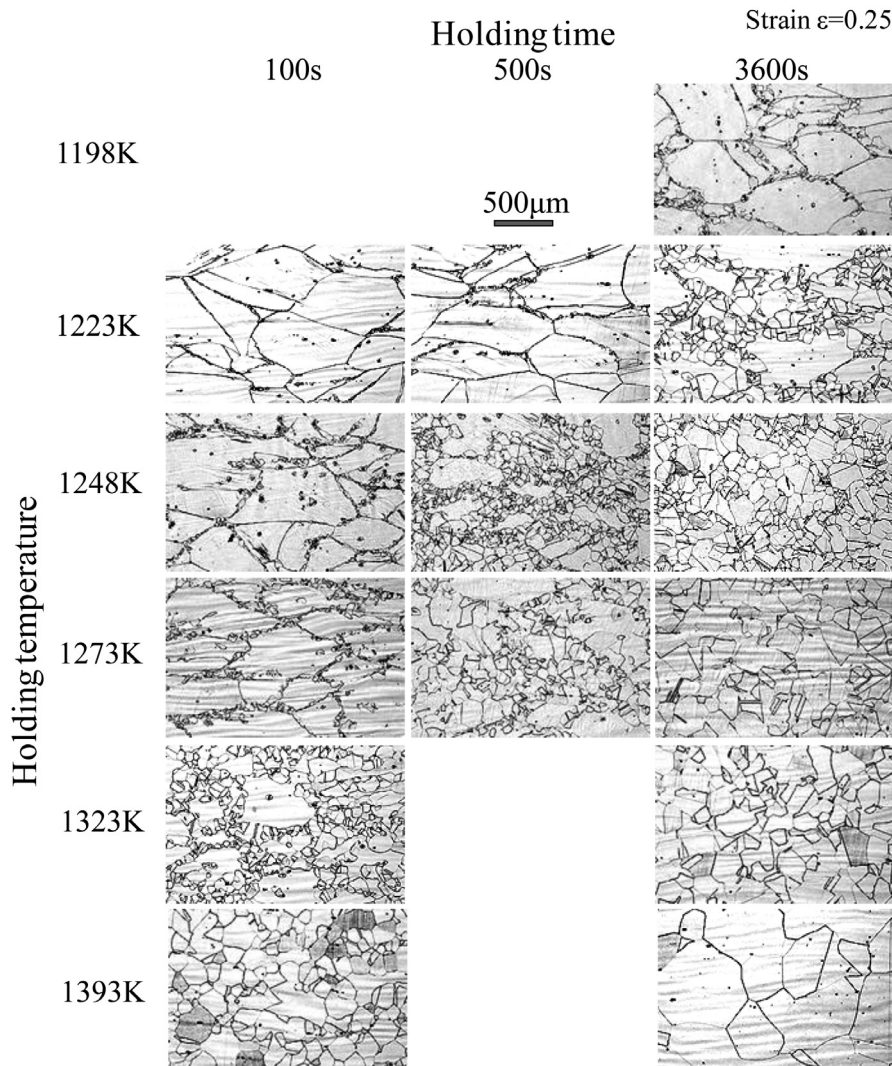 Strain ε=0.25
Holding time
100s 500s 3600s
1198K
500μm
1223K
1248K
1273K
1323K
1393K
Holding temperature